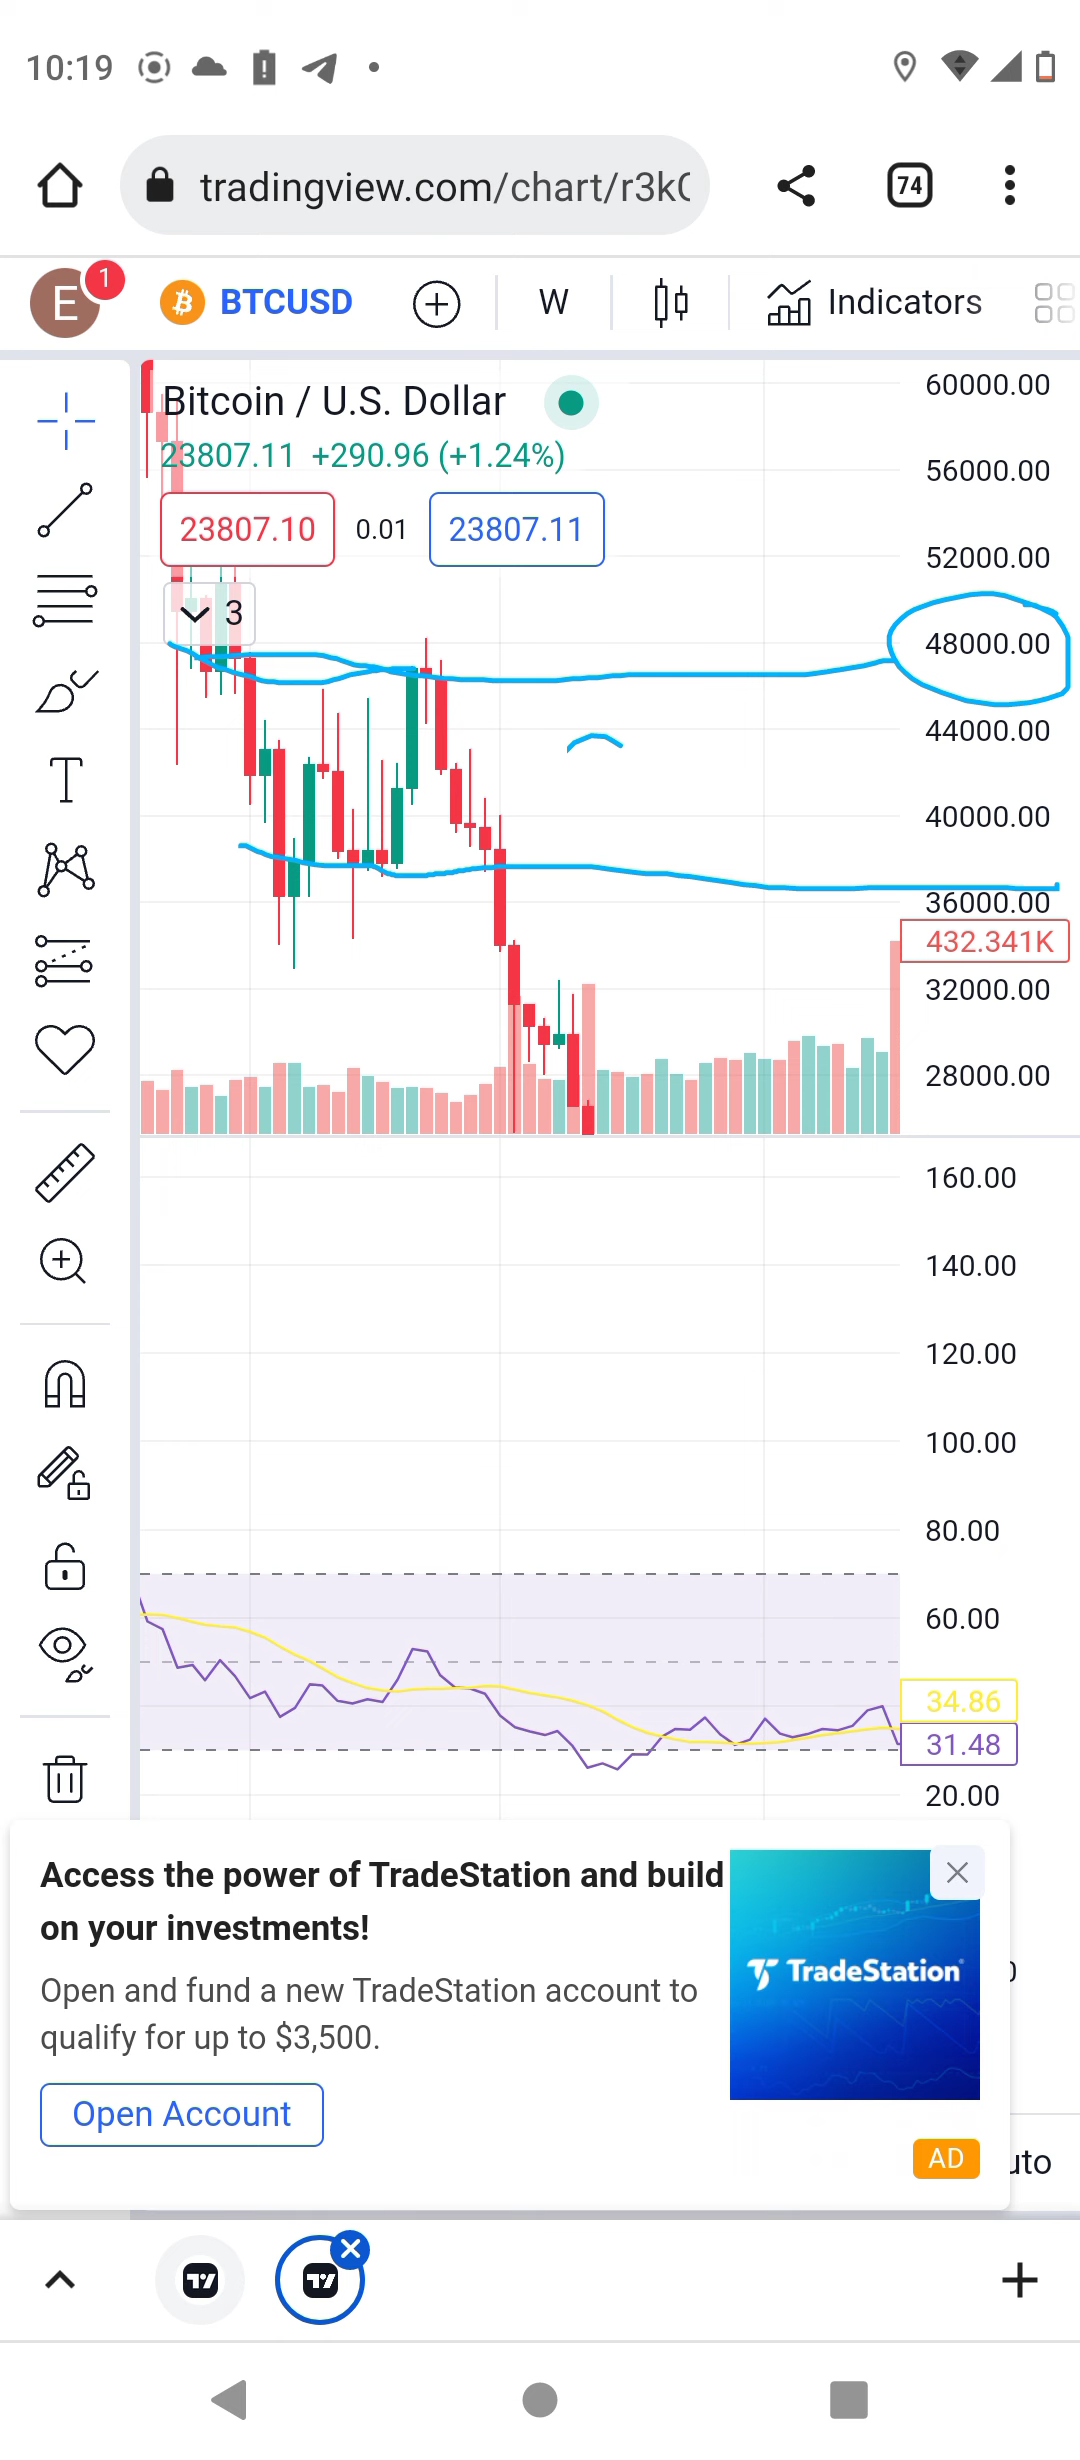 10:19
tradingview.com/chart/r3k
74
E
1
BTCUSD
W
Indicators
Bitcoin / U.S. Dollar
23807.11 +290.96 (+1.24%)
23807.10
0.01
23807.11
3
60000.00
56000.00
52000.00
48000.00
44000.00
40000.00
36000.00
432.341K
32000.00
28000.00
160.00
140.00
120.00
100.00
80.00
60.00
34.86
31.48
20.00
Access the power of TradeStation and build
on your investments!
Open and fund a new TradeStation account to
qualify for up to $3,500.
Open Account
TradeStation
AD
uto